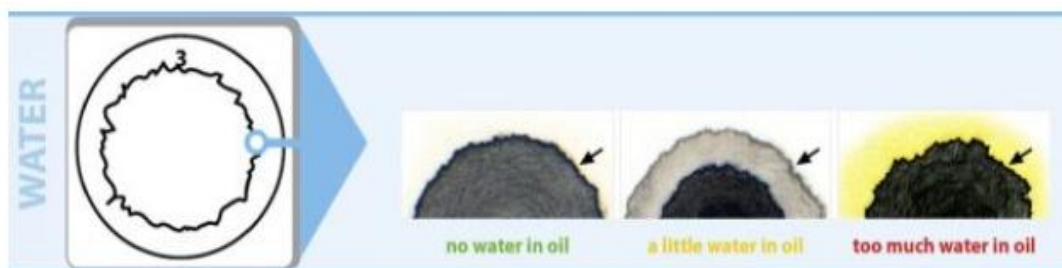 WATER
3
no water in oil
a little water in oil
too much water in oil